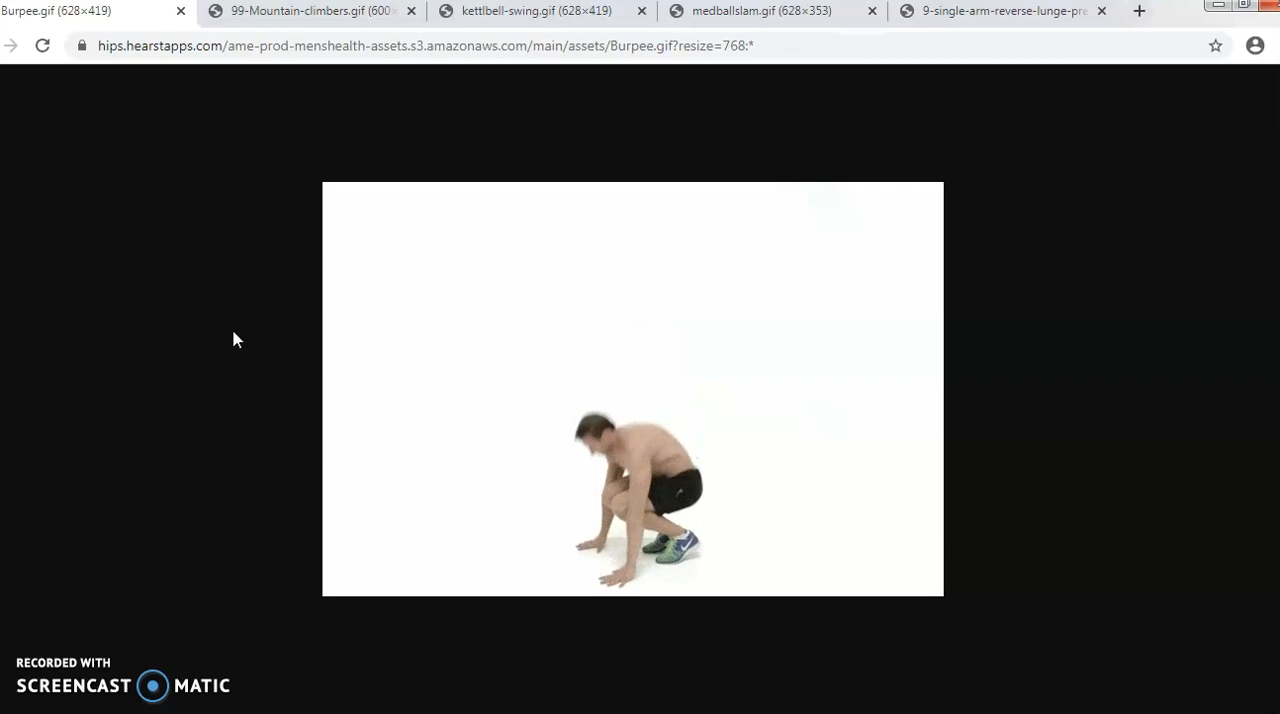 Burpee.gif (628×419)
99-Mountain-climbers.gif (600×
kettlbell-swing.gif (628×419)
medballslam.gif (628×353)
9-single-arm-reverse-lunge-pre
hips.hearstapps.com/ame-prod-menshealth-assets.s3.amazonaws.com/main/assets/Burpee.gif?resize=768:*
RECORDED WITH
SCREENCAST MATIC